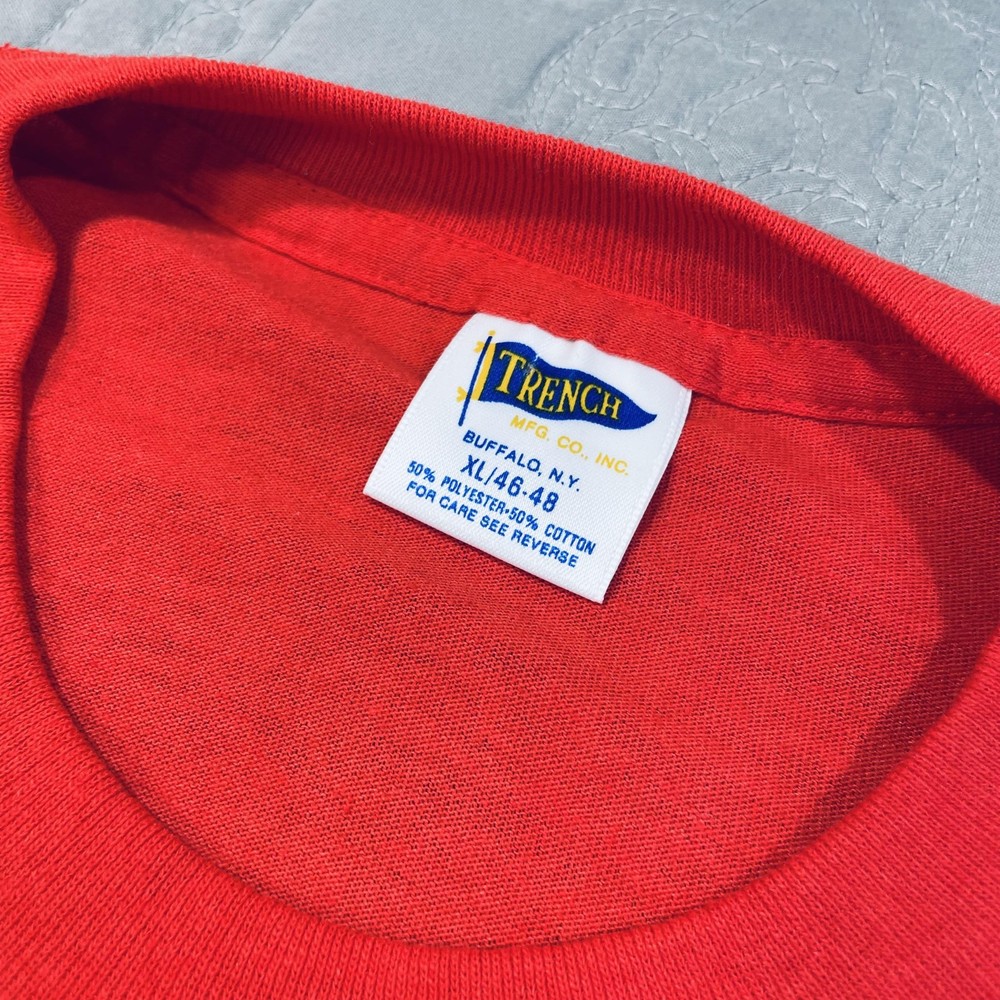 TRENCH
MFG. CO., INC.
BUFFALO, N.Y.
XL/46-48
50% POLYESTER•50% COTTON
FOR CARE SEE REVERSE